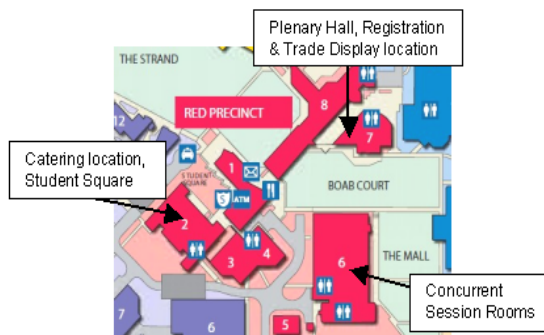 Plenary Hall, Registration
& Trade Display location
THE STRAND
8
RED PRECINCT
12
7
Catering location,
Student Square
1
STUDENT
SQUARE
BOAB COURT
$
ATM
2
6
THE MALL
3
4
Concurrent
Session Rooms
7
6
5